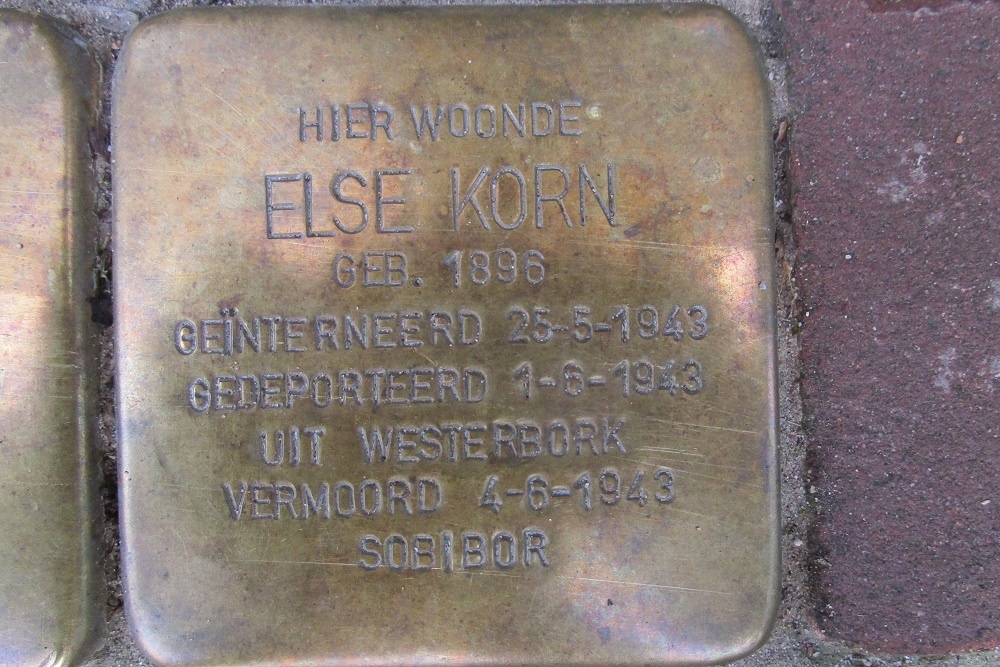 HIER WOONDE
ELSE KORN
GEB. 1896
GEÏNTERNEERD 25-5-1943
GEDEPORTEERD 1-6-1943
UIT WESTERBORK
VERMOORD 4-6-1943
SOBIBOR